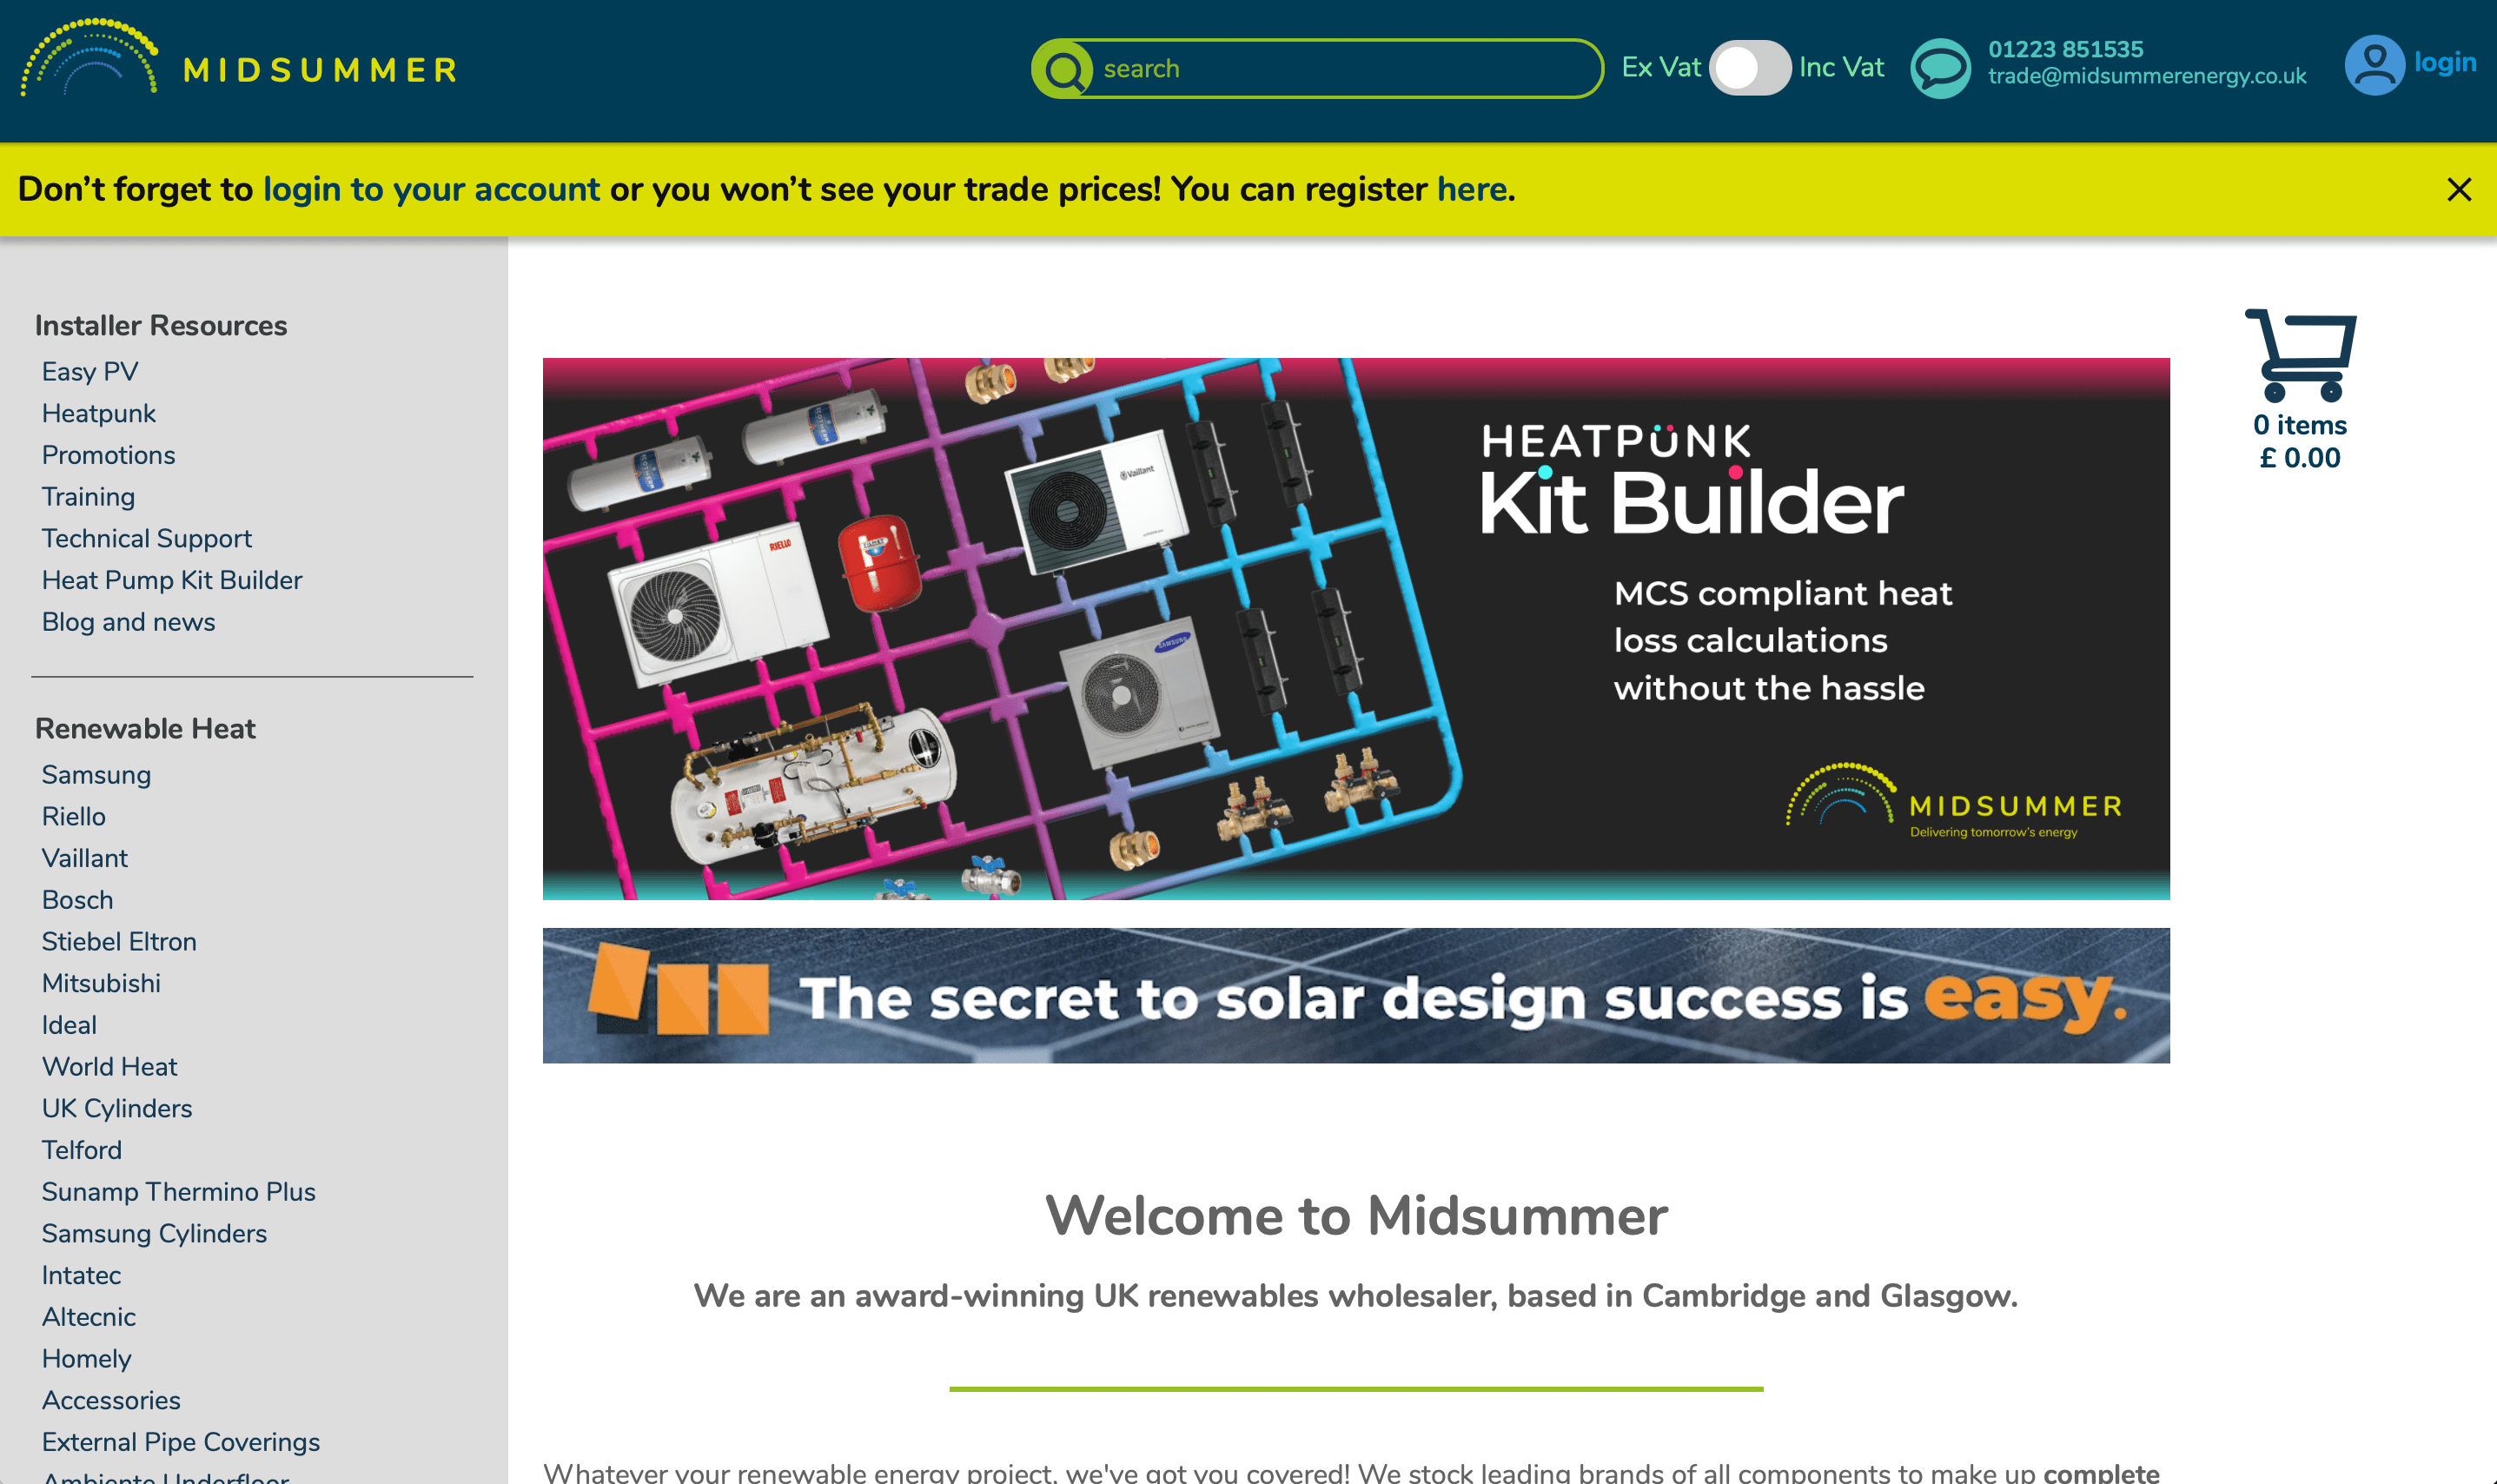 MIDSUMMER
search
Ex Vat
Inc Vat
01223 851535
trade@midsummerenergy.co.uk
login
Don't forget to login to your account or you won't see your trade prices! You can register here.
Installer Resources
Easy PV
Heatpunk
Promotions
Training
Technical Support
Heat Pump Kit Builder
Blog and news
Renewable Heat
Samsung
Riello
Vaillant
Bosch
Stiebel Eltron
Mitsubishi
Ideal
World Heat
UK Cylinders
Telford
Sunamp Thermino Plus
Samsung Cylinders
Intatec
Altecnic
Homely
Accessories
External Pipe Coverings
Ambiente Underfloor
Vaillant
RIELLO
SAMSUNG
HEATPÜNK
Kit Builder
MCS compliant heat
loss calculations
without the hassle
MIDSUMMER
Delivering tomorrow's energy
0 items
£ 0.00
The secret to solar design success is easy.
Welcome to Midsummer
We are an award-winning UK renewables wholesaler, based in Cambridge and Glasgow.
Whatever your renewable energy project, we've got you covered! We stock leading brands of all components to make up complete